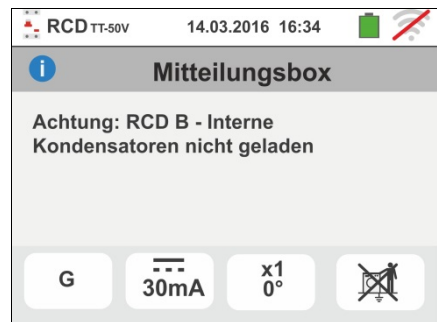 RCD TT-50V 14.03.2016 16:34
Mitteilungsbox
Achtung: RCD B - Interne
Kondensatoren nicht geladen
G
30mA
x1
0°